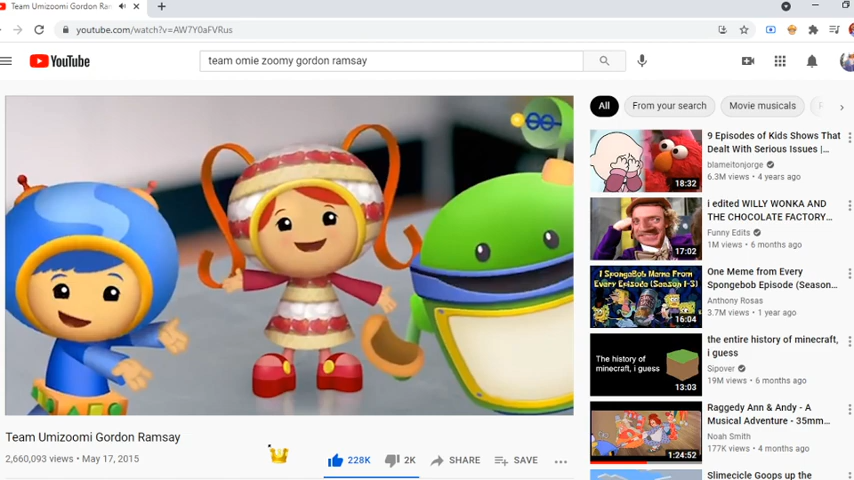 Team Umizoomi Gordon Ram
youtube.com/watch?v=AW7Y0aFVRus
YouTube
team omie zoomy gordon ramsay
All
From your search
Movie musicals
9 Episodes of Kids Shows That
Dealt With Serious Issues |...
blameitonjorge
6.3M views • 4 years ago
18:32
i edited WILLY WONKA AND
THE CHOCOLATE FACTORY...
Funny Edits
1M views • 6 months ago
17:02
1 SpongeBob Meme From
Every Episode (Season 1-3)
One Meme from Every
Spongebob Episode (Season...
Anthony Rosas
3.7M views • 1 year ago
16:04
The history of
minecraft, i guess
the entire history of minecraft,
i guess
Sipover
19M views • 6 months ago
13:03
Raggedy Ann & Andy - A
Musical Adventure - 35mm...
Noah Smith
177K views • 4 months ago
1:24:52
Slimecicle Goops up the
Team Umizoomi Gordon Ramsay
2,660,093 views • May 17, 2015
228K
2K
SHARE
SAVE